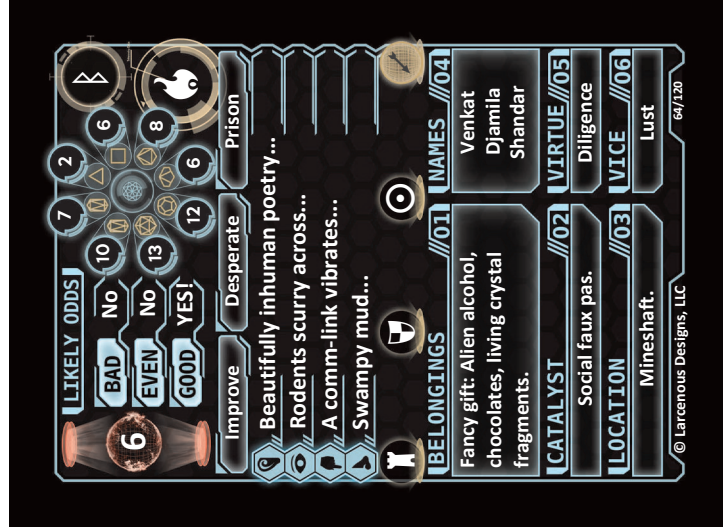 6
LIKELY ODDS
BAD No
EVEN No
GOOD YES!
7
2
6
8
6
12
13
10
ᛒ
Improve
Desperate
Prison
Beautifully inhuman poetry...
Rodents scurry across...
A comm-link vibrates...
Swampy mud...
BELONGINGS //01
Fancy gift: Alien alcohol,
chocolates, living crystal
fragments.
NAMES //04
Venkat
Djamila
Shandar
CATALYST //02
Social faux pas.
VIRTUE //05
Diligence
LOCATION //03
Mineshaft.
VICE //06
Lust
© Larcenous Designs, LLC
64/120